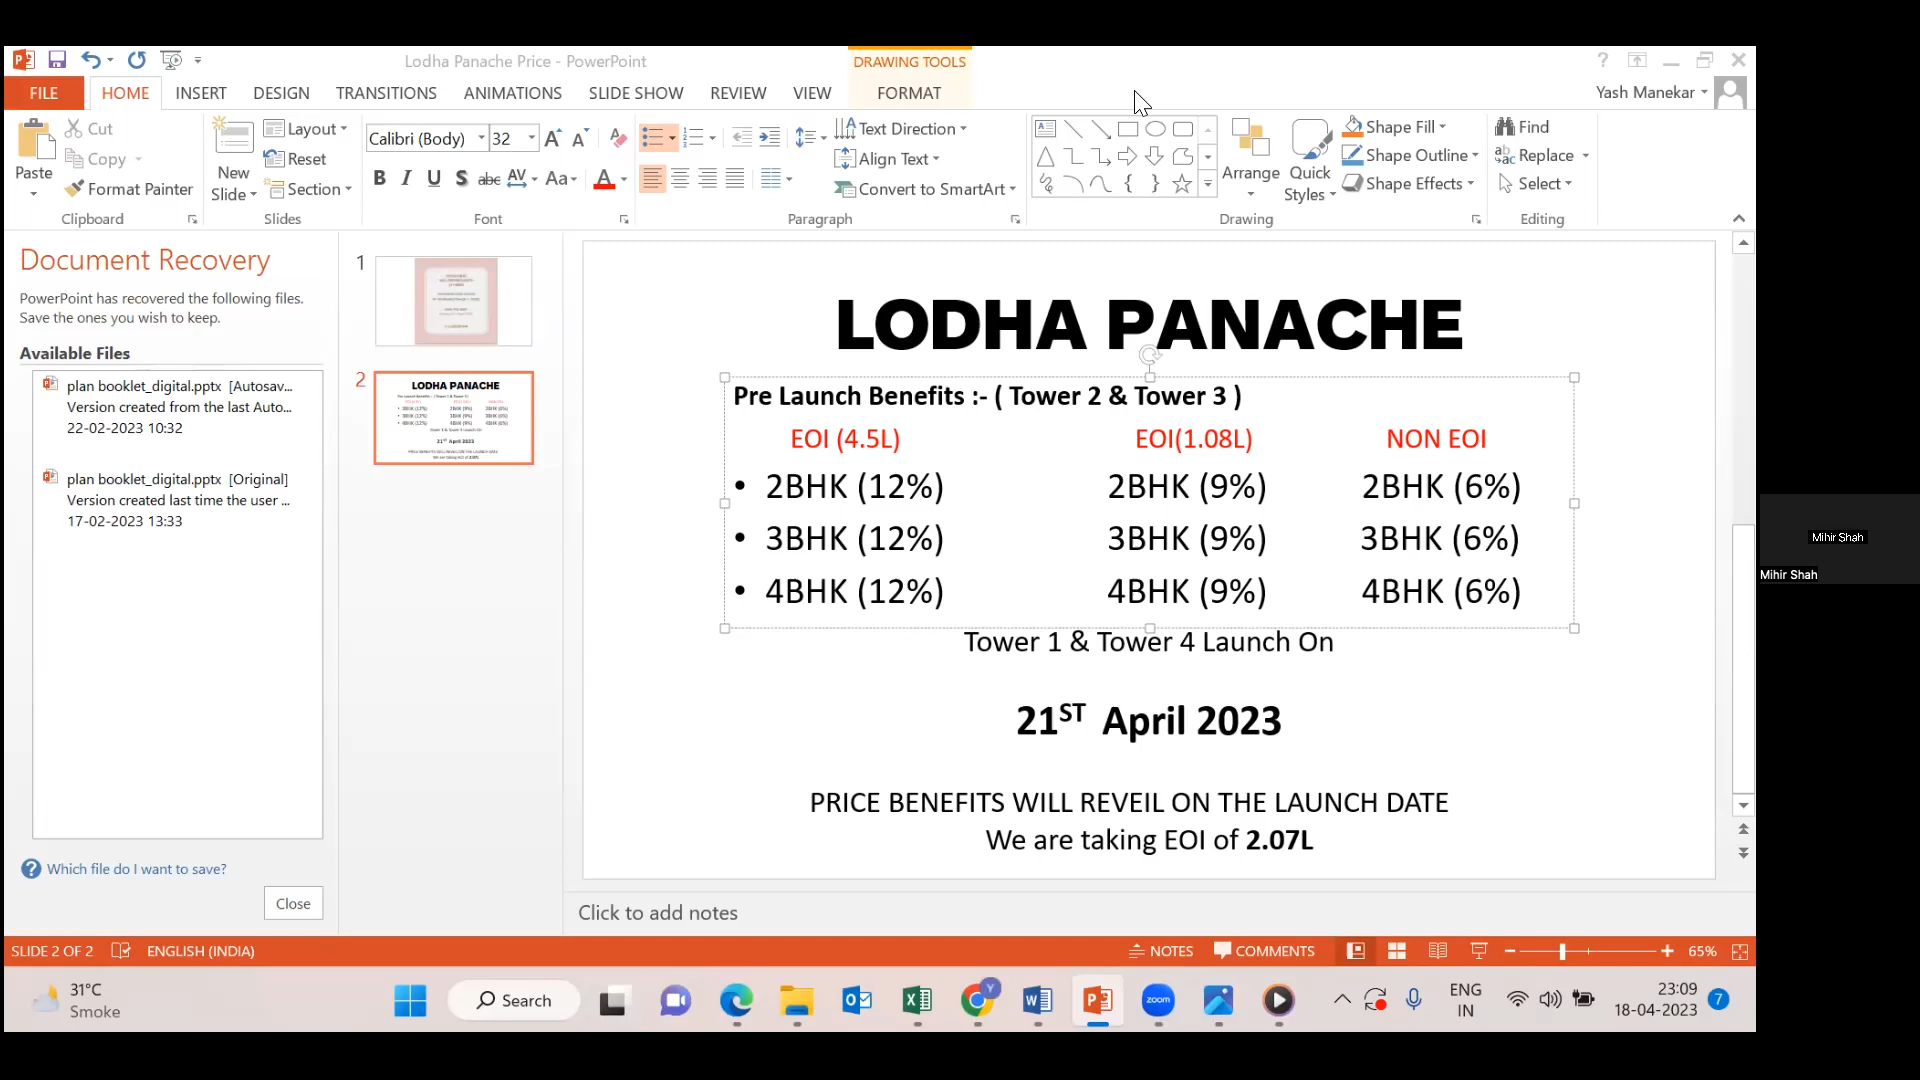 Lodha Panache Price - PowerPoint
DRAWING TOOLS
?
FILE
HOME
INSERT
DESIGN
TRANSITIONS
ANIMATIONS
SLIDE SHOW
REVIEW
VIEW
FORMAT
Yash Manekar
Cut
Copy
Format Painter
Paste
Clipboard
New
Slide
Layout
Reset
Section
Slides
Calibri (Body)
32
B I U S abc AV Aa A
Font
Text Direction
Align Text
Convert to SmartArt
Paragraph
Arrange
Quick
Styles
Shape Fill
Shape Outline
Shape Effects
Drawing
Find
Replace
Select
Editing
Document Recovery
PowerPoint has recovered the following files.
Save the ones you wish to keep.
Available Files
plan booklet_digital.pptx [Autosav...
Version created from the last Auto...
22-02-2023 10:32
plan booklet_digital.pptx [Original]
Version created last time the user ...
17-02-2023 13:33
Which file do I want to save?
Close
1
2
LODHA PANACHE
LODHA PANACHE
Pre Launch Benefits :- ( Tower 2 & Tower 3 )
EOI (4.5L) EOI(1.08L) NON EOI
• 2BHK (12%) 2BHK (9%) 2BHK (6%)
• 3BHK (12%) 3BHK (9%) 3BHK (6%)
• 4BHK (12%) 4BHK (9%) 4BHK (6%)
Tower 1 & Tower 4 Launch On
21ST April 2023
PRICE BENEFITS WILL REVEIL ON THE LAUNCH DATE
We are taking EOI of 2.07L
Click to add notes
Mihir Shah
Mihir Shah
SLIDE 2 OF 2
ENGLISH (INDIA)
NOTES
COMMENTS
65%
31°C
Smoke
Search
zoom
ENG
IN
23:09
18-04-2023
7